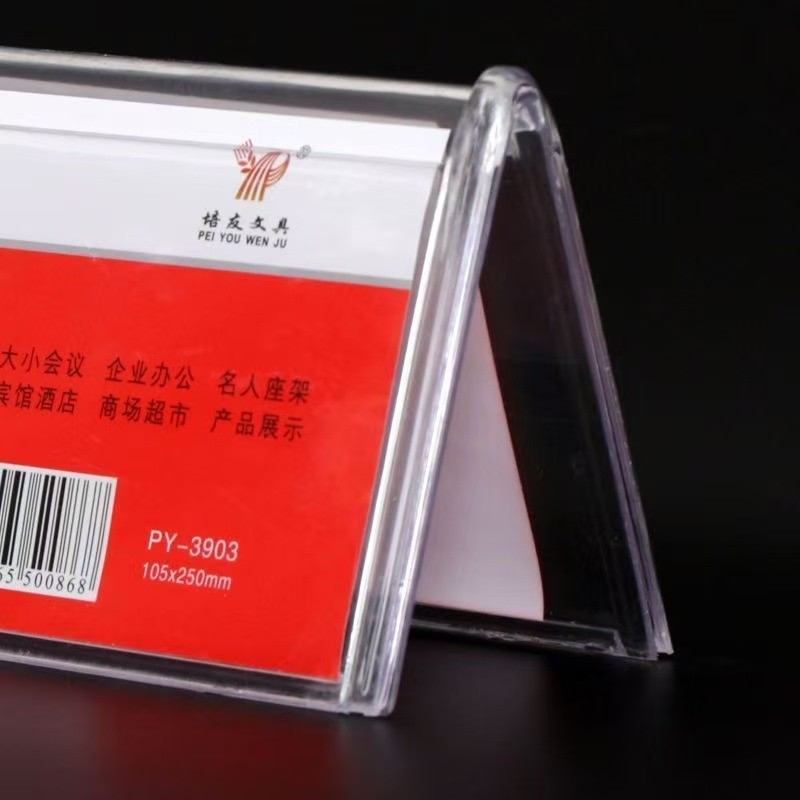 培友文具
PEI YOU WEN JU
大小会议 企业办公 名人座架
宾馆酒店 商场超市 产品展示
PY-3903
105x250mm
65 500868